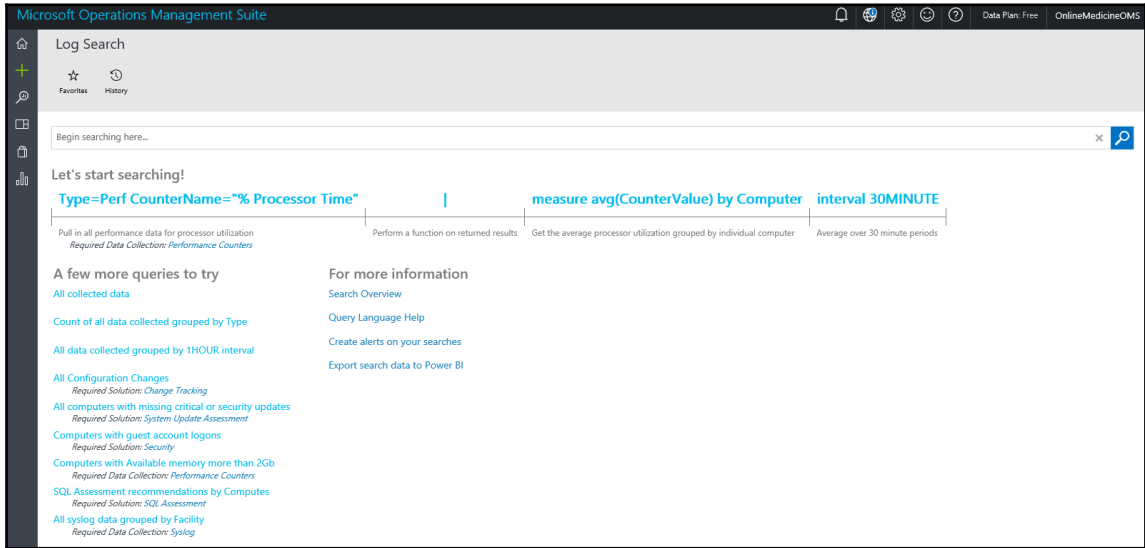 Microsoft Operations Management Suite
Data Plan: Free
OnlineMedicineOMS
Log Search
Favorites
History
Begin searching here...
Let's start searching!
Type=Perf CounterName="% Processor Time" | measure avg(CounterValue) by Computer interval 30MINUTE
Pull in all performance data for processor utilization
Required Data Collection: Performance Counters
Perform a function on returned results
Get the average processor utilization grouped by individual computer
Average over 30 minute periods
A few more queries to try
All collected data
Count of all data collected grouped by Type
All data collected grouped by 1HOUR interval
All Configuration Changes
Required Solution: Change Tracking
All computers with missing critical or security updates
Required Solution: System Update Assessment
Computers with guest account logons
Required Solution: Security
Computers with Available memory more than 2Gb
Required Data Collection: Performance Counters
SQL Assessment recommendations by Computes
Required Solution: SQL Assessment
All syslog data grouped by Facility
Required Data Collection: Syslog
For more information
Search Overview
Query Language Help
Create alerts on your searches
Export search data to Power BI